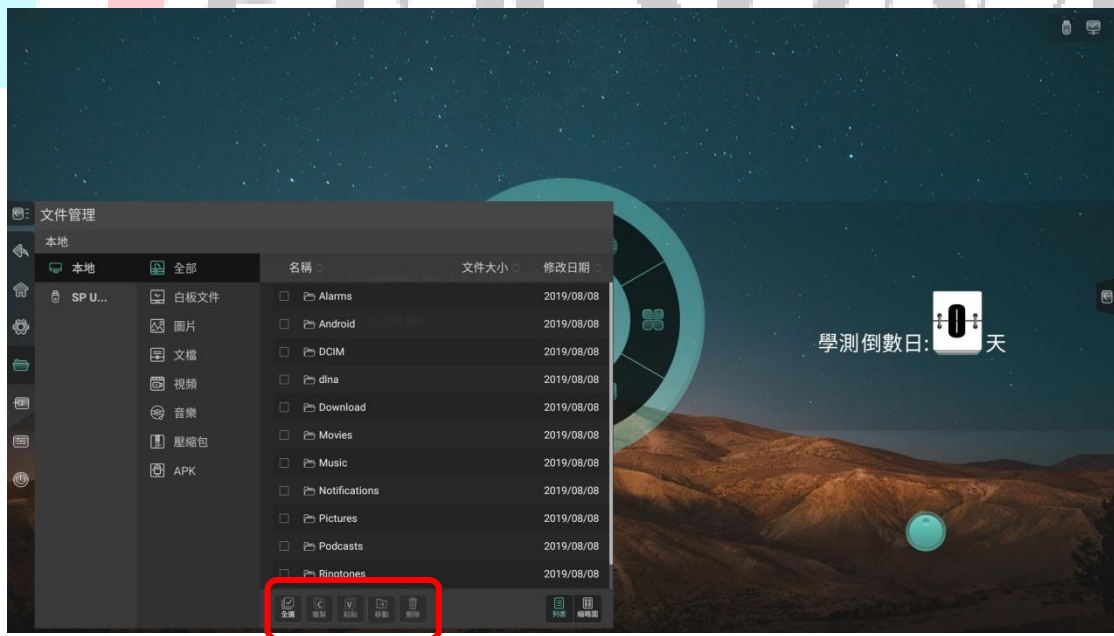 文件管理
本地
本地
SP U...
全部
白板文件
圖片
文檔
視頻
音樂
壓縮包
APK
名稱 文件大小 修改日期
Alarms 2019/08/08
Android 2019/08/08
DCIM 2019/08/08
dlna 2019/08/08
Download 2019/08/08
Movies 2019/08/08
Music 2019/08/08
Notifications 2019/08/08
Pictures 2019/08/08
Podcasts 2019/08/08
Ringtones 2019/08/08
全選 複製 粘貼 移動 刪除 列表 縮略圖
學測倒數日: 0 天